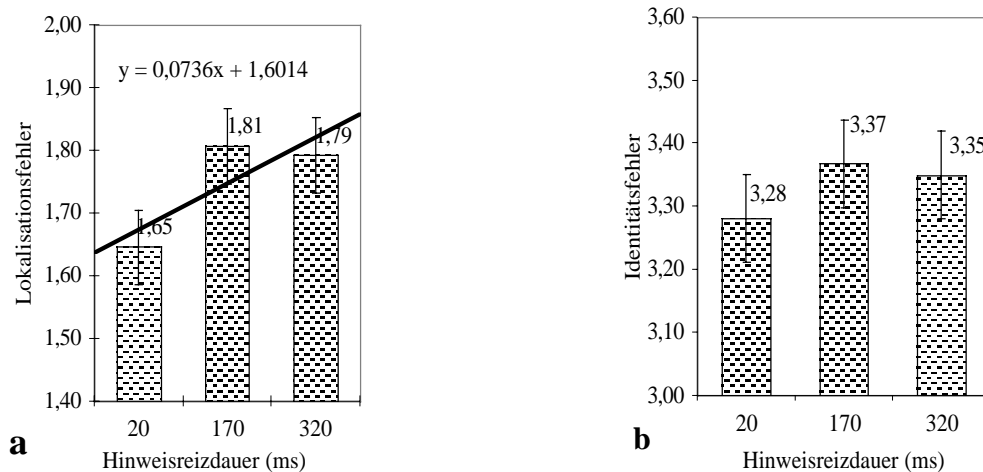 2,00
1,90
1,80
1,70
1,60
1,50
1,40
Lokalisationsfehler
y = 0,0736x + 1,6014
1,65
1,81
1,79
20 170 320
Hinweisreizdauer (ms)
a
3,60
3,50
3,40
3,30
3,20
3,10
3,00
Identitätsfehler
3,28
3,37
3,35
20 170 320
Hinweisreizdauer (ms)
b